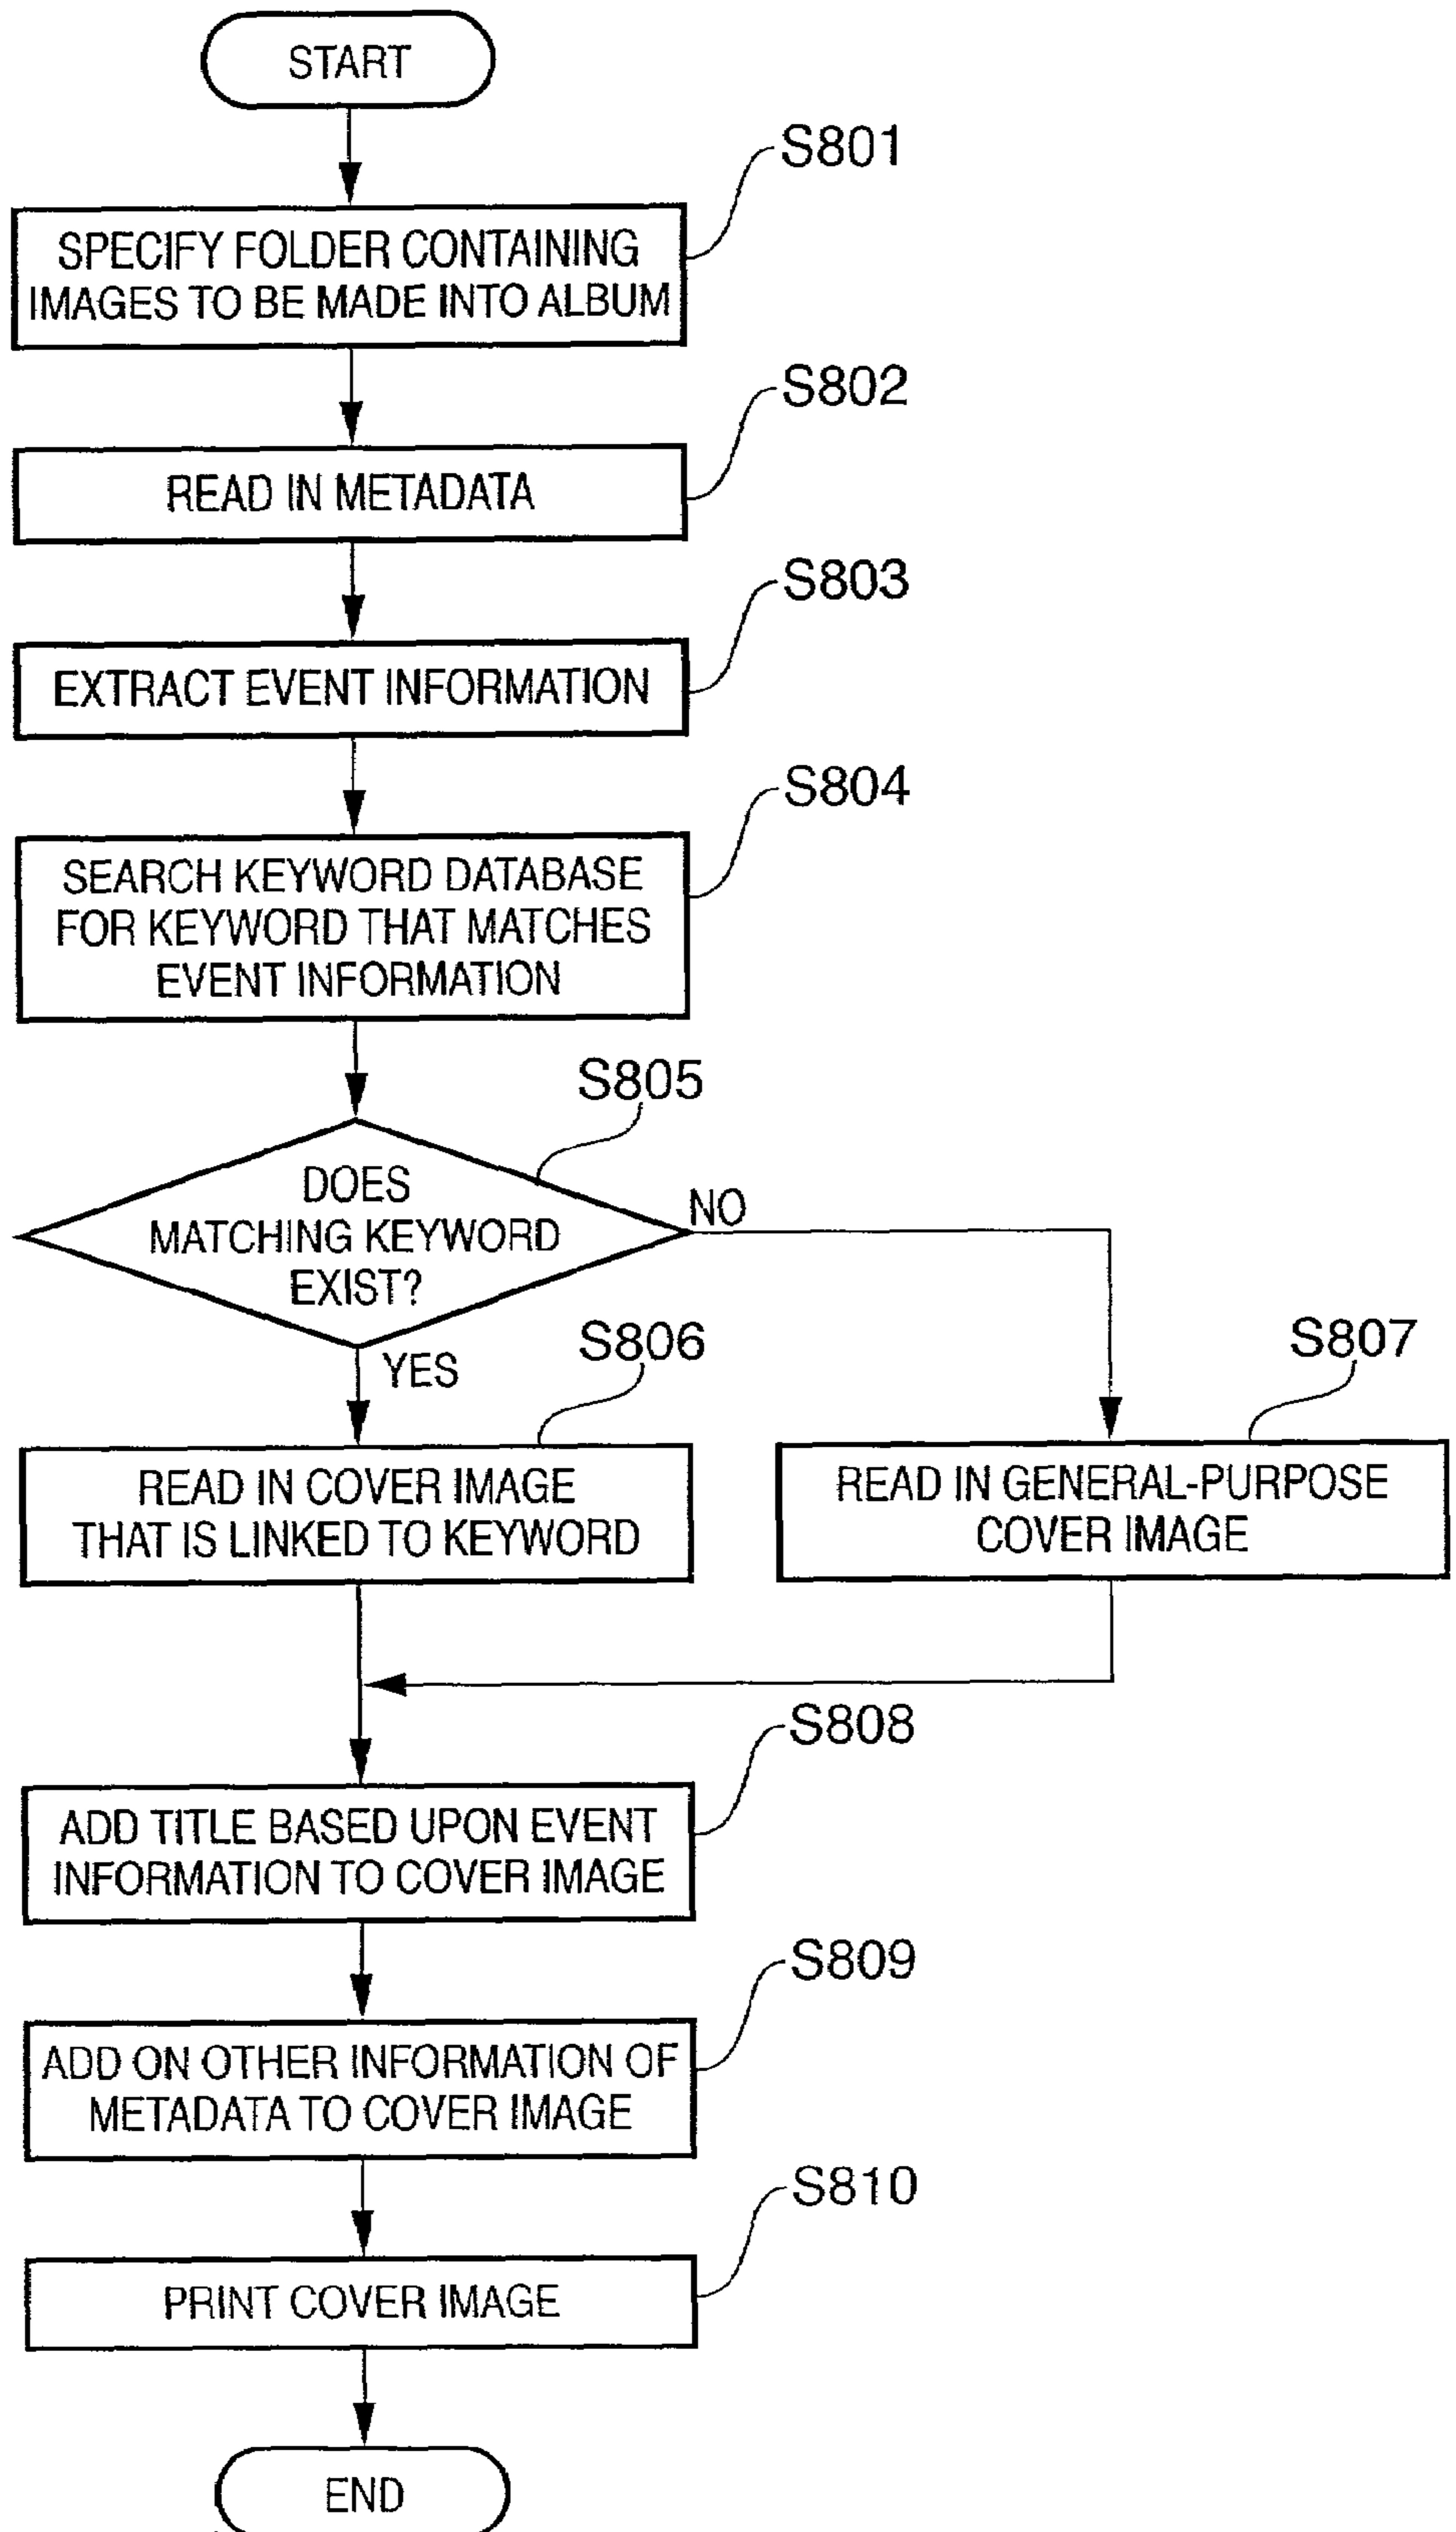 START
S801
SPECIFY FOLDER CONTAINING
IMAGES TO BE MADE INTO ALBUM
S802
READ IN METADATA
S803
EXTRACT EVENT INFORMATION
S804
SEARCH KEYWORD DATABASE
FOR KEYWORD THAT MATCHES
EVENT INFORMATION
S805
DOES
MATCHING KEYWORD
EXIST?
NO
YES
S806
READ IN COVER IMAGE
THAT IS LINKED TO KEYWORD
S807
READ IN GENERAL-PURPOSE
COVER IMAGE
S808
ADD TITLE BASED UPON EVENT
INFORMATION TO COVER IMAGE
S809
ADD ON OTHER INFORMATION OF
METADATA TO COVER IMAGE
S810
PRINT COVER IMAGE
END